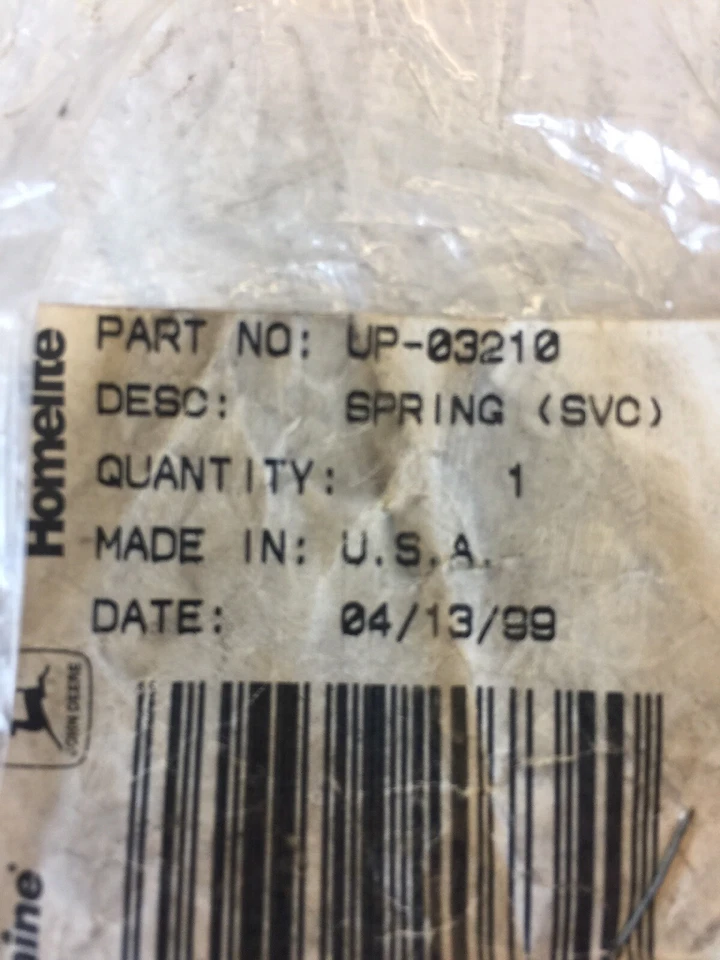 PART NO: UP-03210
DESC: SPRING (SVC)
QUANTITY: 1
MADE IN: U.S.A.
DATE: 04/13/99
Homelite
JOHN DEERE